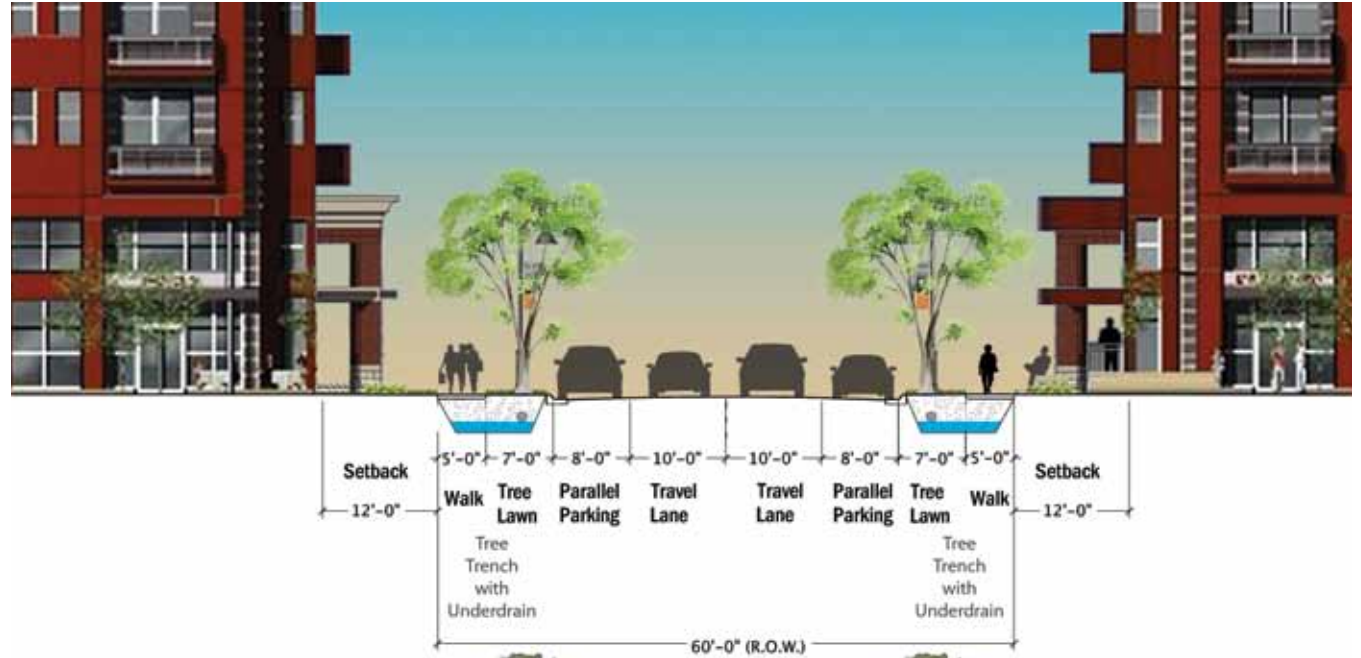 5'-0" 7'-0" 8'-0" 10'-0" 10'-0" 8'-0" 7'-0" 5'-0"
Setback
12'-0"
Walk
Tree
Lawn
Parallel
Parking
Travel
Lane
Travel
Lane
Parallel
Parking
Tree
Lawn
Walk
Setback
12'-0"
Tree
Trench
with
Underdrain
Tree
Trench
with
Underdrain
60'-0" (R.O.W.)